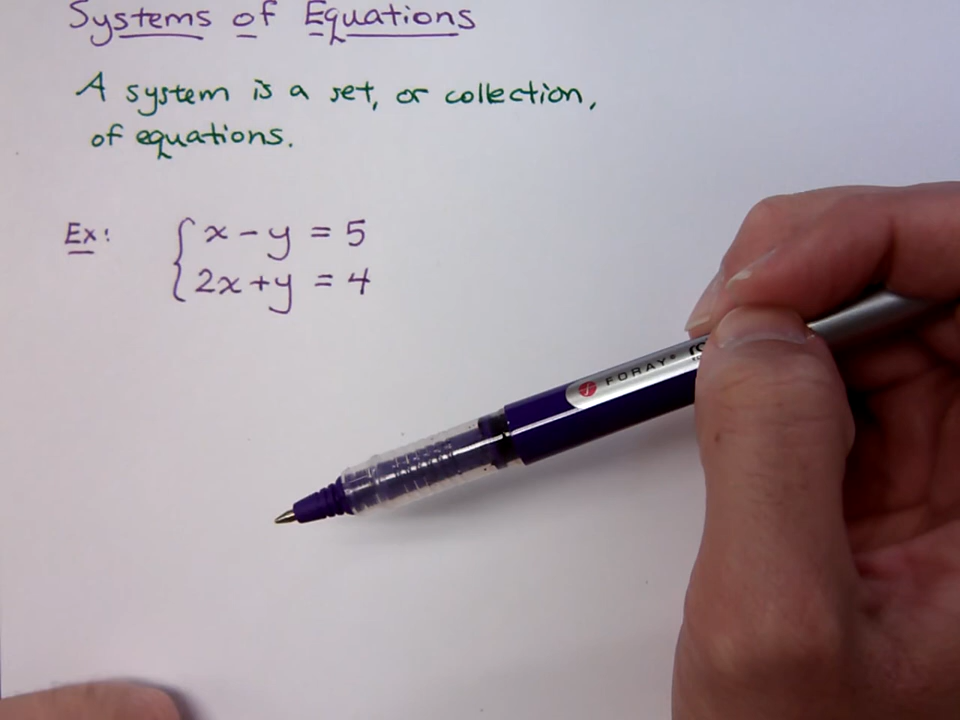 Systems of Equations
A system is a set, or collection,
of equations.
Ex: { x - y = 5
2x + y = 4
FORAY